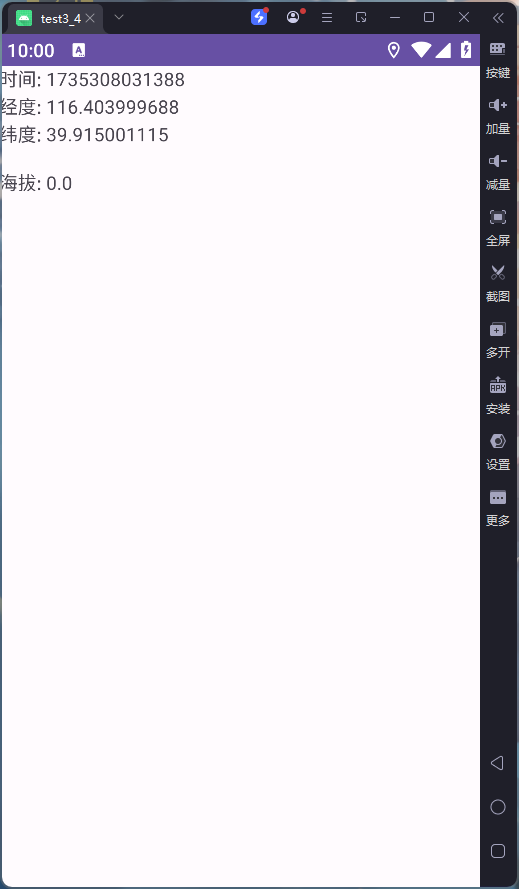 test3_4
10:00
A
时间: 1735308031388
经度: 116.403999688
纬度: 39.915001115
海拔: 0.0
按键
加量
减量
全屏
截图
多开
APK
安装
设置
更多